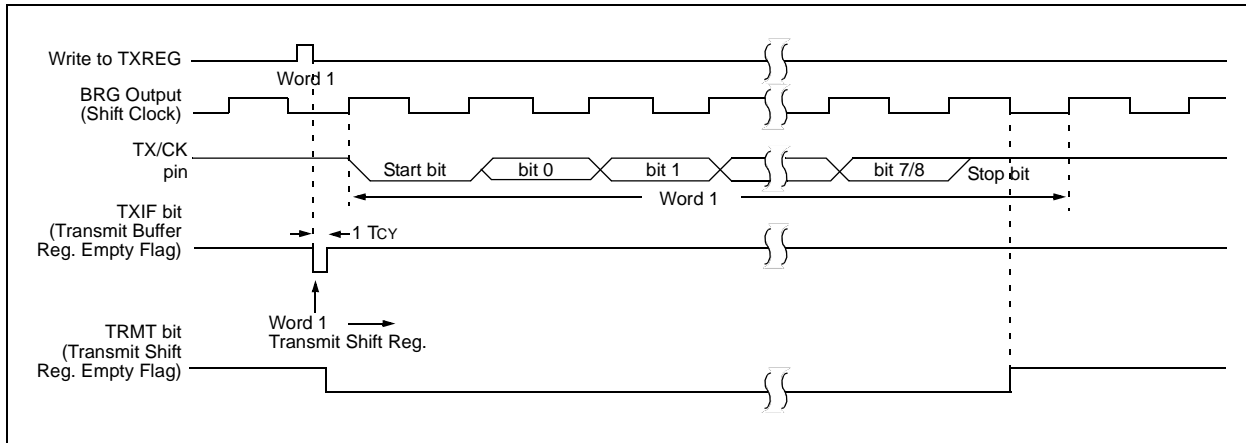 Write to TXREG
Word 1
BRG Output
(Shift Clock)
TX/CK
pin
Start bit
bit 0
bit 1
bit 7/8
Stop bit
Word 1
TXIF bit
(Transmit Buffer
Reg. Empty Flag)
1 TCY
Word 1
Transmit Shift Reg.
TRMT bit
(Transmit Shift
Reg. Empty Flag)